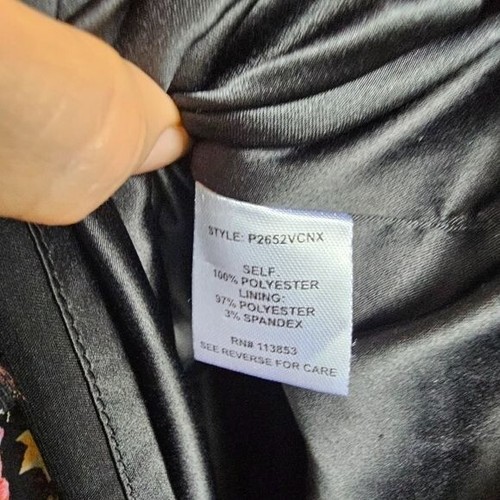 STYLE: P2652VCNX
SELF:
100% POLYESTER
LINING:
97% POLYESTER
3% SPANDEX
RN# 113853
SEE REVERSE FOR CARE